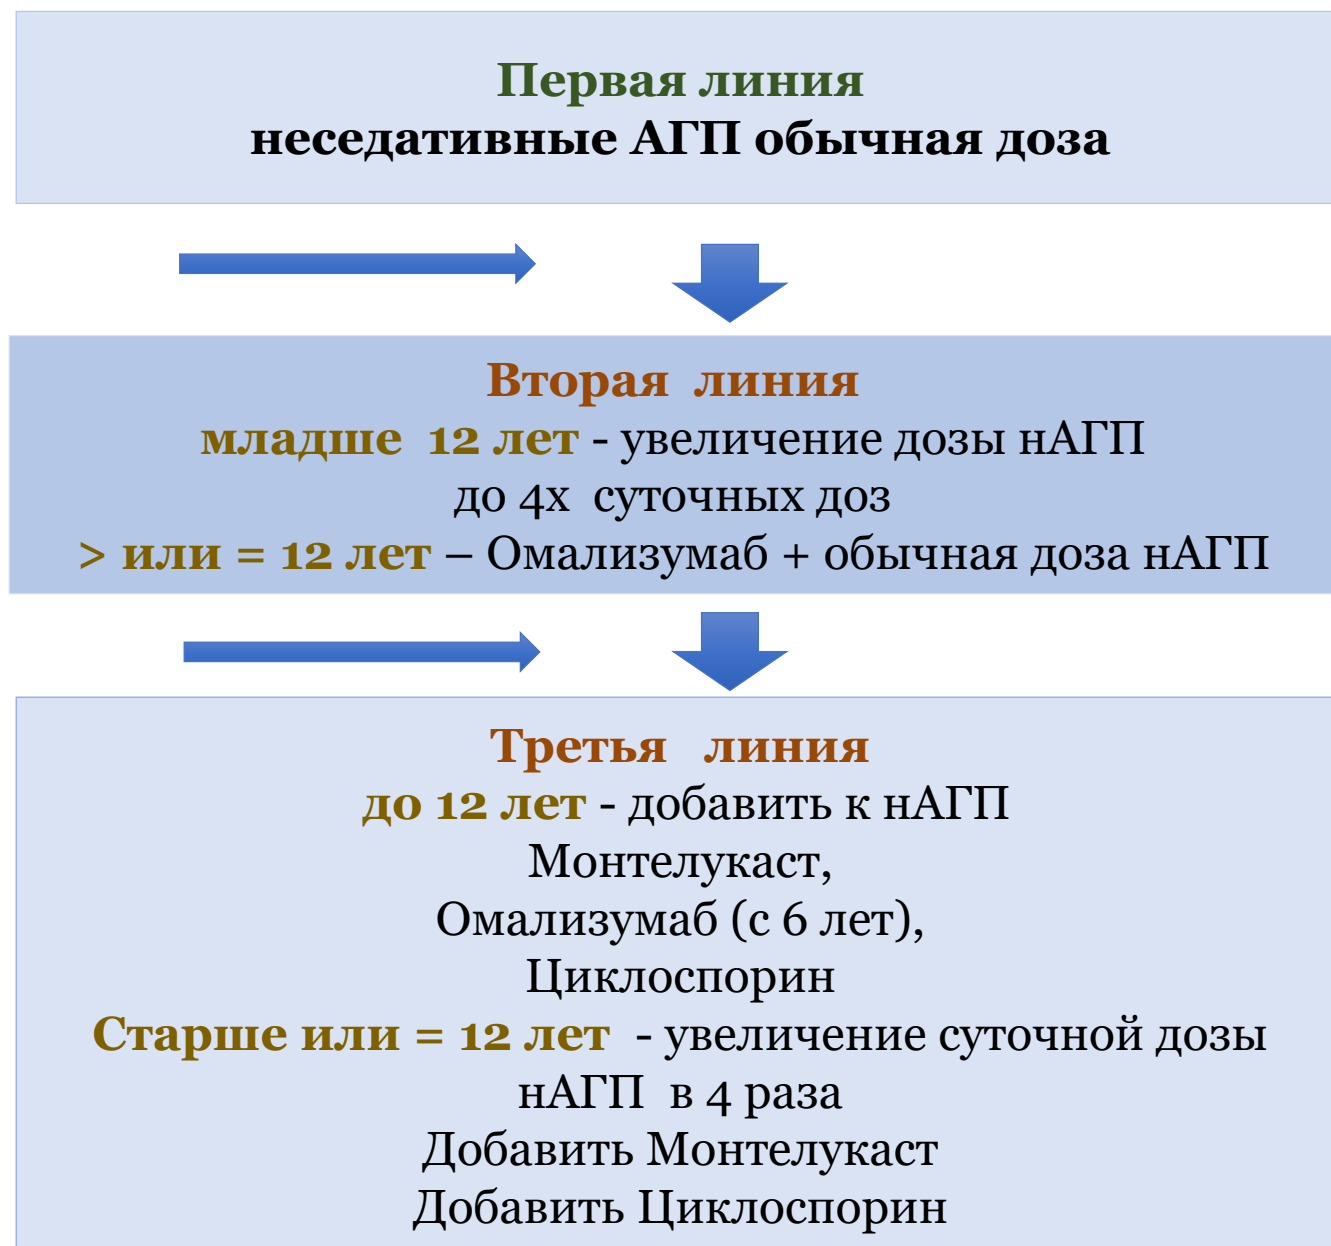 Первая линия
неседативные АГП обычная доза
Вторая линия
младше 12 лет - увеличение дозы нАГП
до 4х суточных доз
> или = 12 лет – Омализумаб + обычная доза нАГП
Третья линия
до 12 лет - добавить к нАГП
Монтелукаст,
Омализумаб (с 6 лет),
Циклоспорин
Старше или = 12 лет - увеличение суточной дозы
нАГП в 4 раза
Добавить Монтелукаст
Добавить Циклоспорин